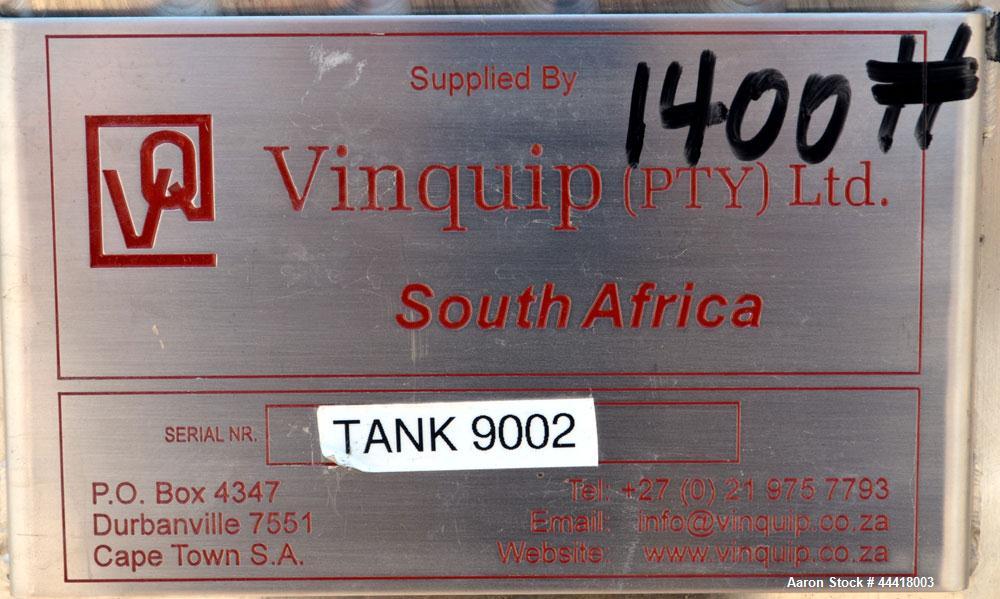 Supplied By
1400#
VQ
Vinquip (PTY) Ltd.
South Africa
SERIAL NR.
TANK 9002
P.O. Box 4347
Durbanville 7551
Cape Town S.A.
Tel: +27 (0) 21 975 7793
Email: info@vinquip.co.za
Website: www.vinquip.co.za
Aaron Stock # 44418003